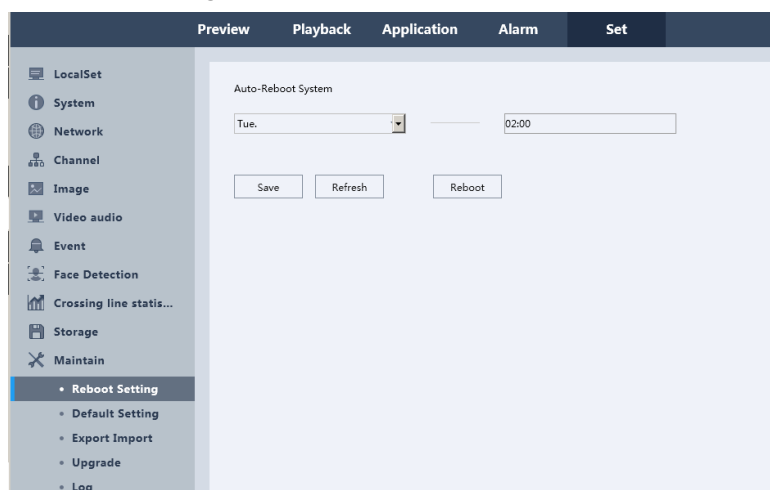 Preview Playback Application Alarm Set
LocalSet
System
Network
Channel
Image
Video audio
Event
Face Detection
Crossing line statis...
Storage
Maintain
• Reboot Setting
• Default Setting
• Export Import
• Upgrade
• Log
Auto-Reboot System
Tue. 02:00
Save Refresh Reboot